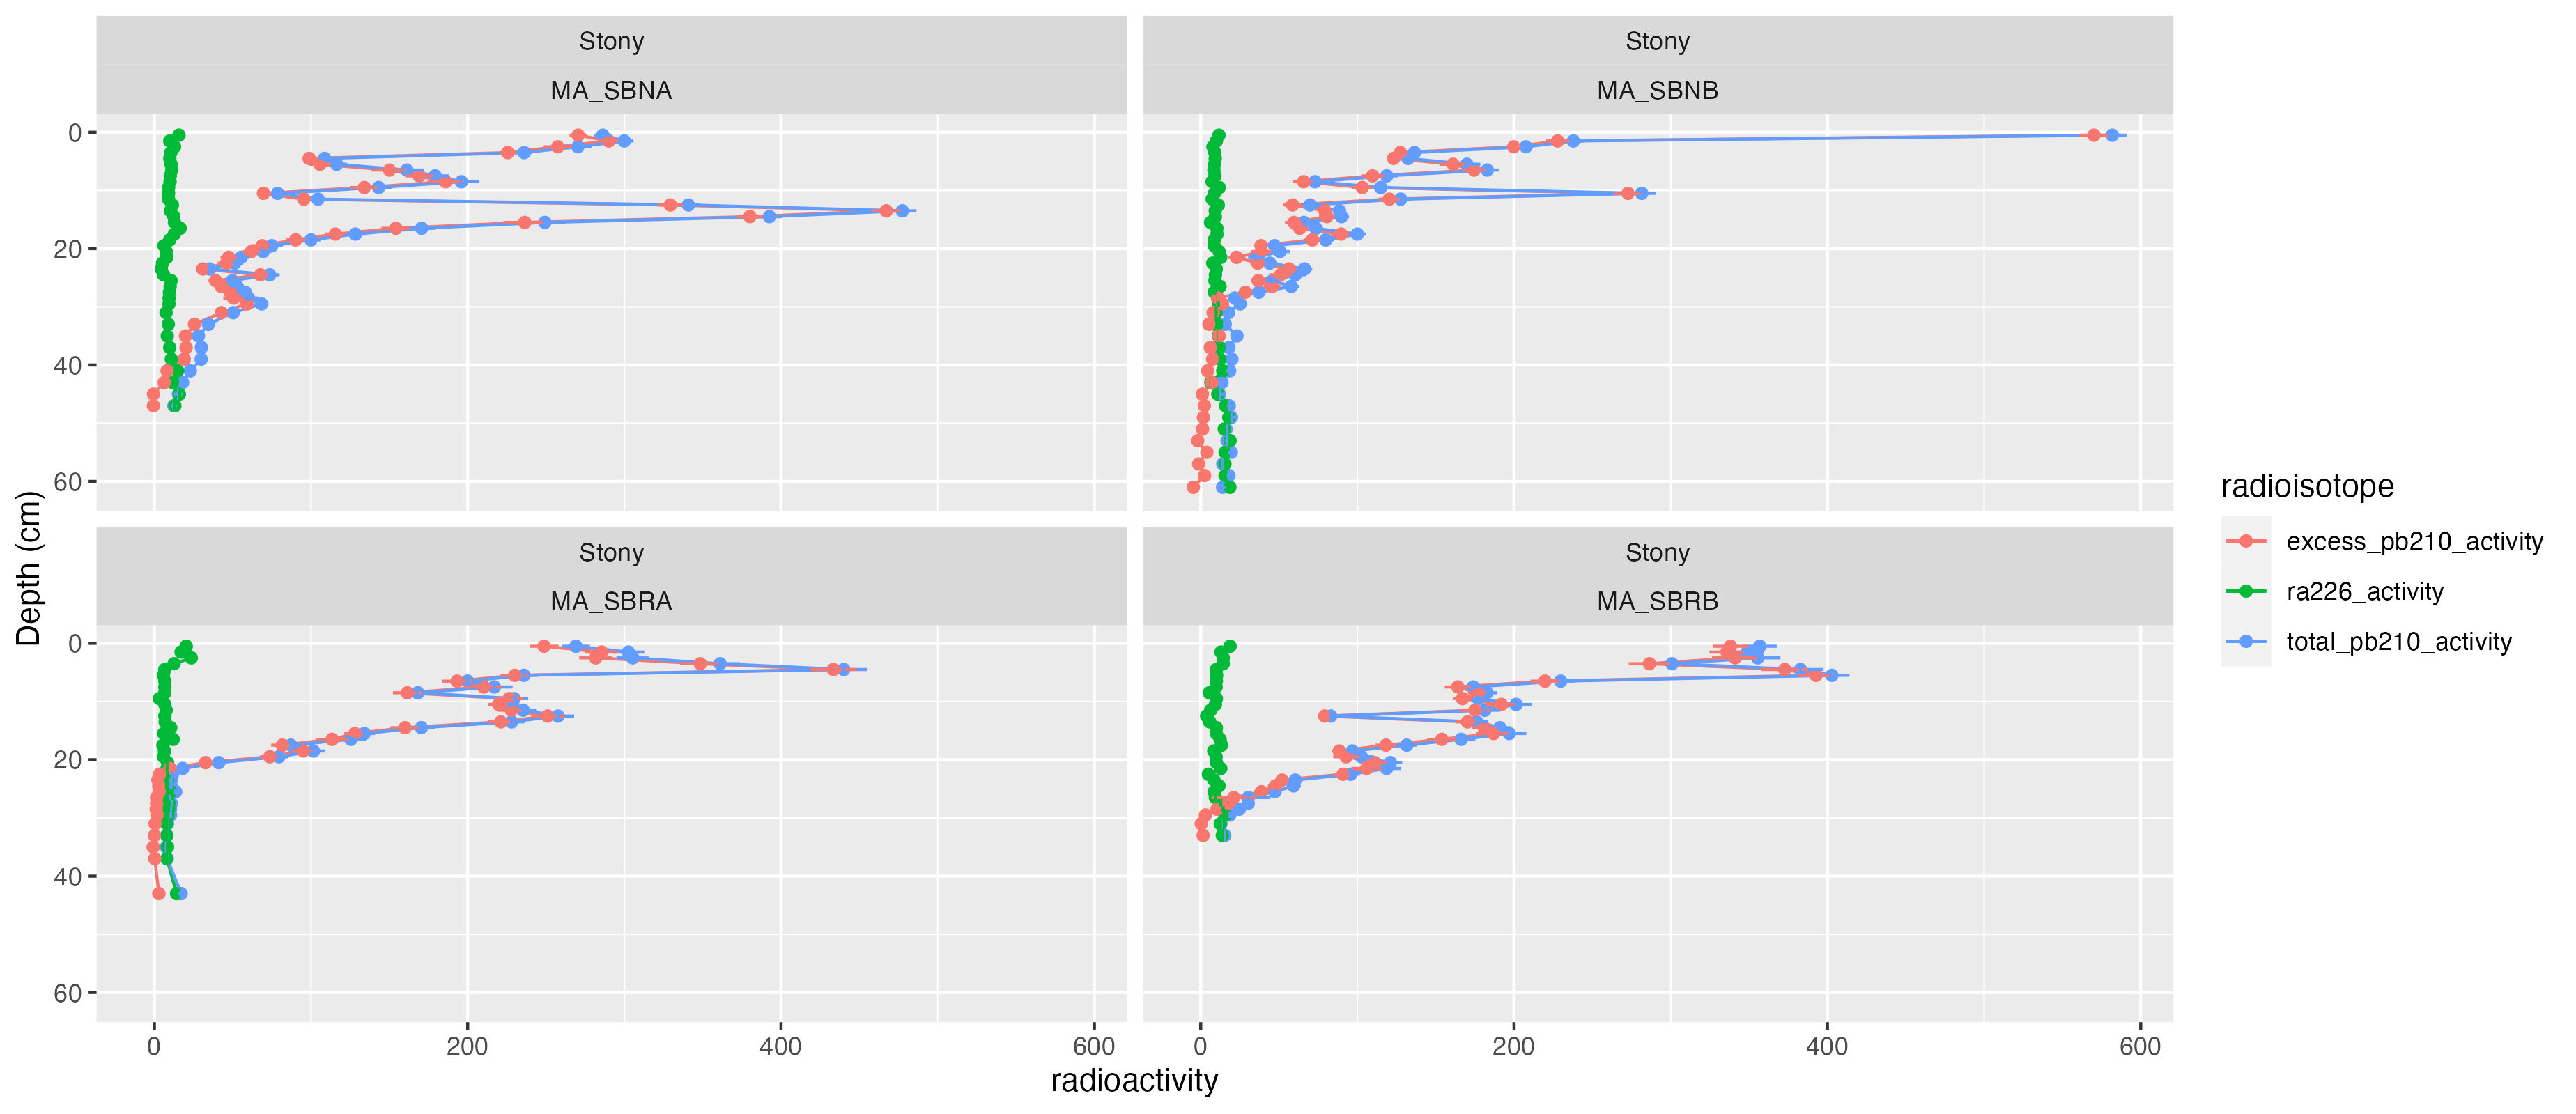 Stony
MA_SBNA
Stony
MA_SBNB
0
20
40
60
Stony
MA_SBRA
Stony
MA_SBRB
0
20
40
60
0
200
400
600
0
200
400
600
Depth (cm)
radioactivity
radioisotope
excess_pb210_activity
ra226_activity
total_pb210_activity